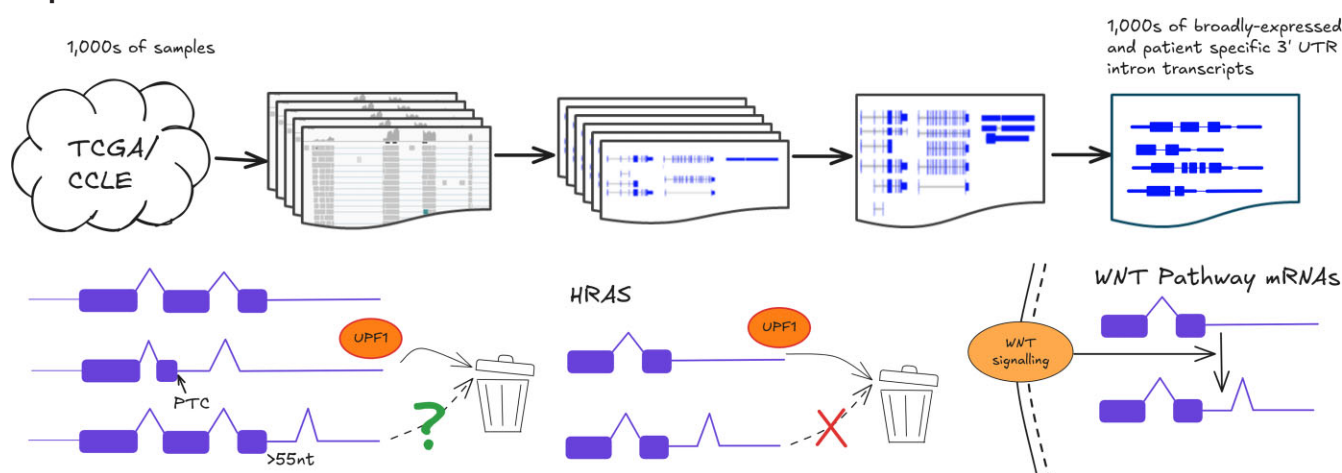 1,000s of samples
1,000s of broadly-expressed
and patient specific 3' UTR
intron transcripts
TCGA/
CCLE
UPF1
PTC
?
>55nt
HRAS
UPF1
WNT
signalling
WNT Pathway mRNAs